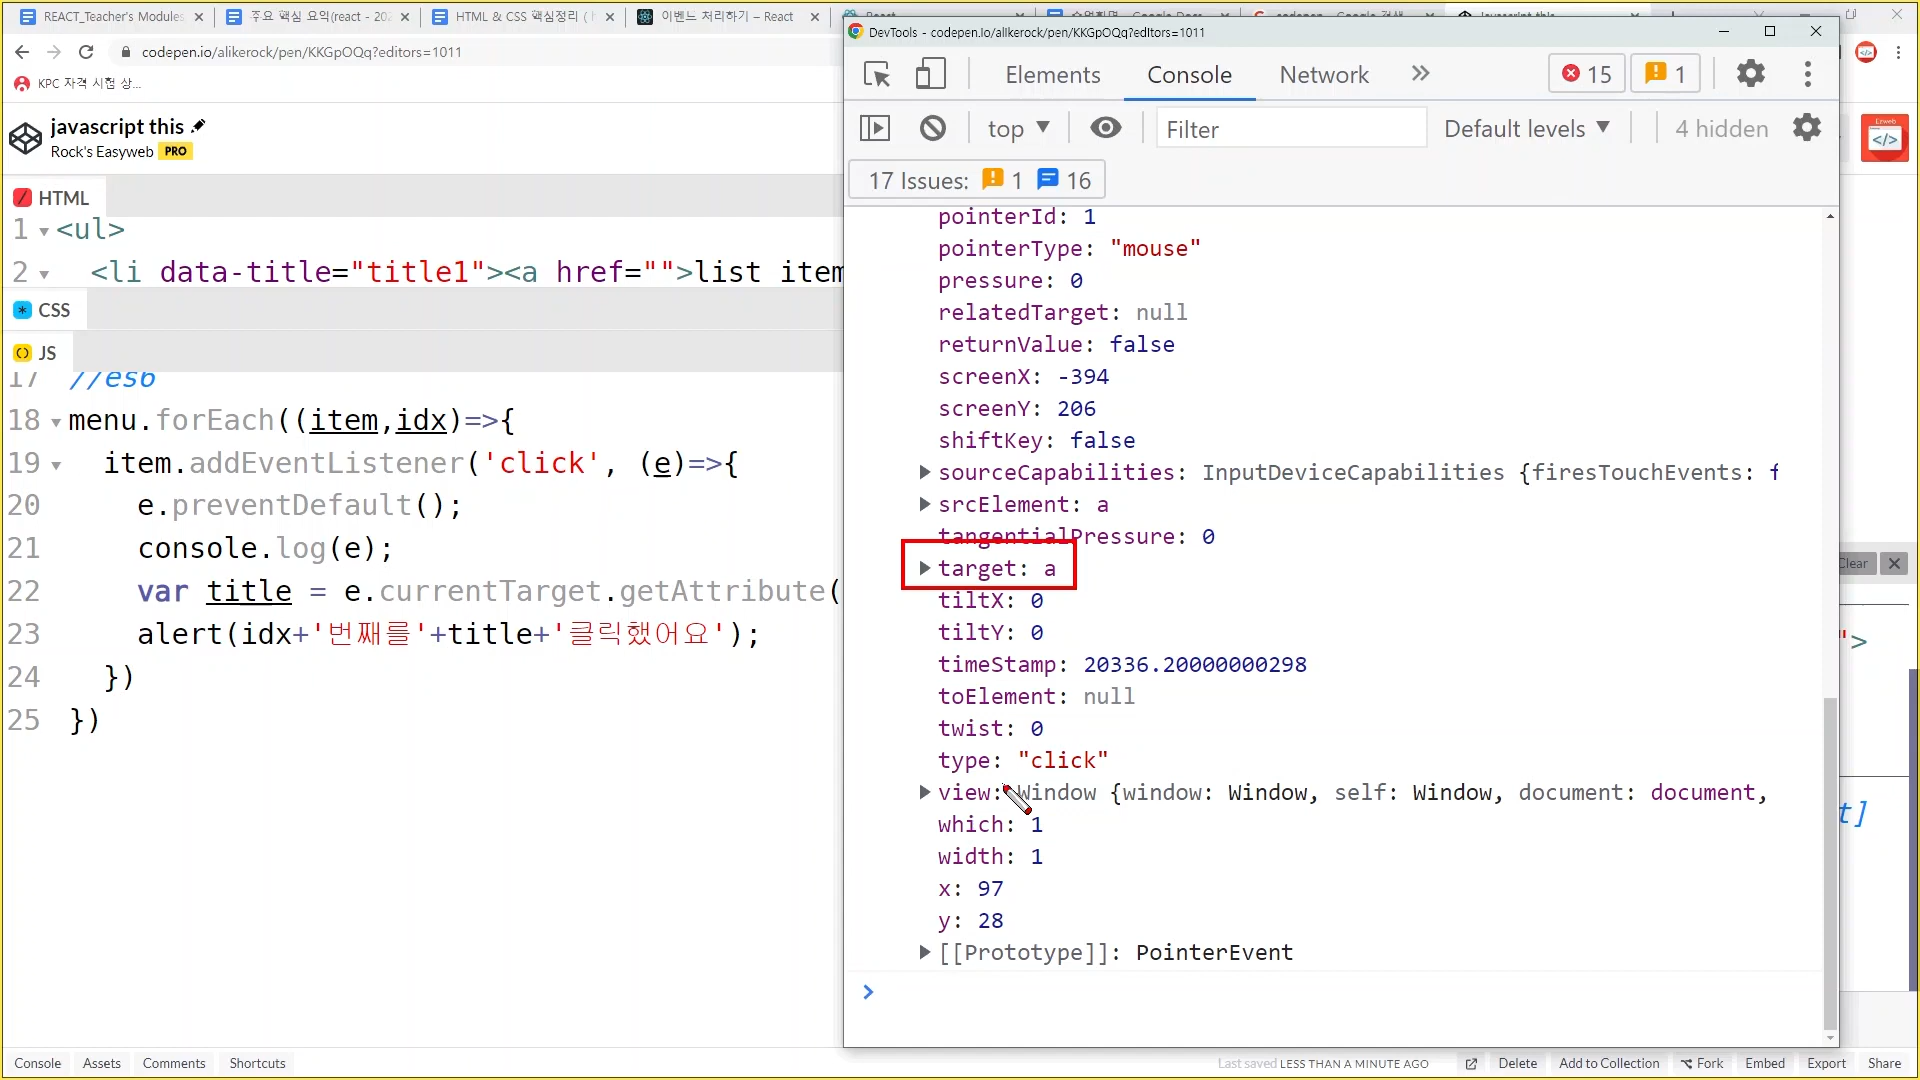 REACT_Teacher's Modules
주요 핵심 요약(react - 202
HTML & CSS 핵심정리 ( h
이벤트 처리하기 – React
codepen.io/alikerock/pen/KKGpOQq?editors=1011
KPC 자격 시험 상...
javascript this
Rock's Easyweb PRO
HTML
1 <ul>
2 <li data-title="title1"><a href="">list item
CSS
JS
17 //es6
18 menu.forEach((item,idx)=>{
19 item.addEventListener('click', (e)=>{
20 e.preventDefault();
21 console.log(e);
22 var title = e.currentTarget.getAttribute(
23 alert(idx+'번째를'+title+'클릭했어요');
24 })
25 })
DevTools - codepen.io/alikerock/pen/KKGpOQq?editors=1011
Elements Console Network 15 1
top Filter Default levels 4 hidden
17 Issues: 1 16
pointerId: 1
pointerType: "mouse"
pressure: 0
relatedTarget: null
returnValue: false
screenX: -394
screenY: 206
shiftKey: false
sourceCapabilities: InputDeviceCapabilities {firesTouchEvents: f
srcElement: a
tangentialPressure: 0
target: a
tiltX: 0
tiltY: 0
timeStamp: 20336.20000000298
toElement: null
twist: 0
type: "click"
view: Window {window: Window, self: Window, document: document,
which: 1
width: 1
x: 97
y: 28
[[Prototype]]: PointerEvent
Clear
">
t]
Console Assets Comments Shortcuts
Last saved LESS THAN A MINUTE AGO
Delete Add to Collection Fork Embed Export Share